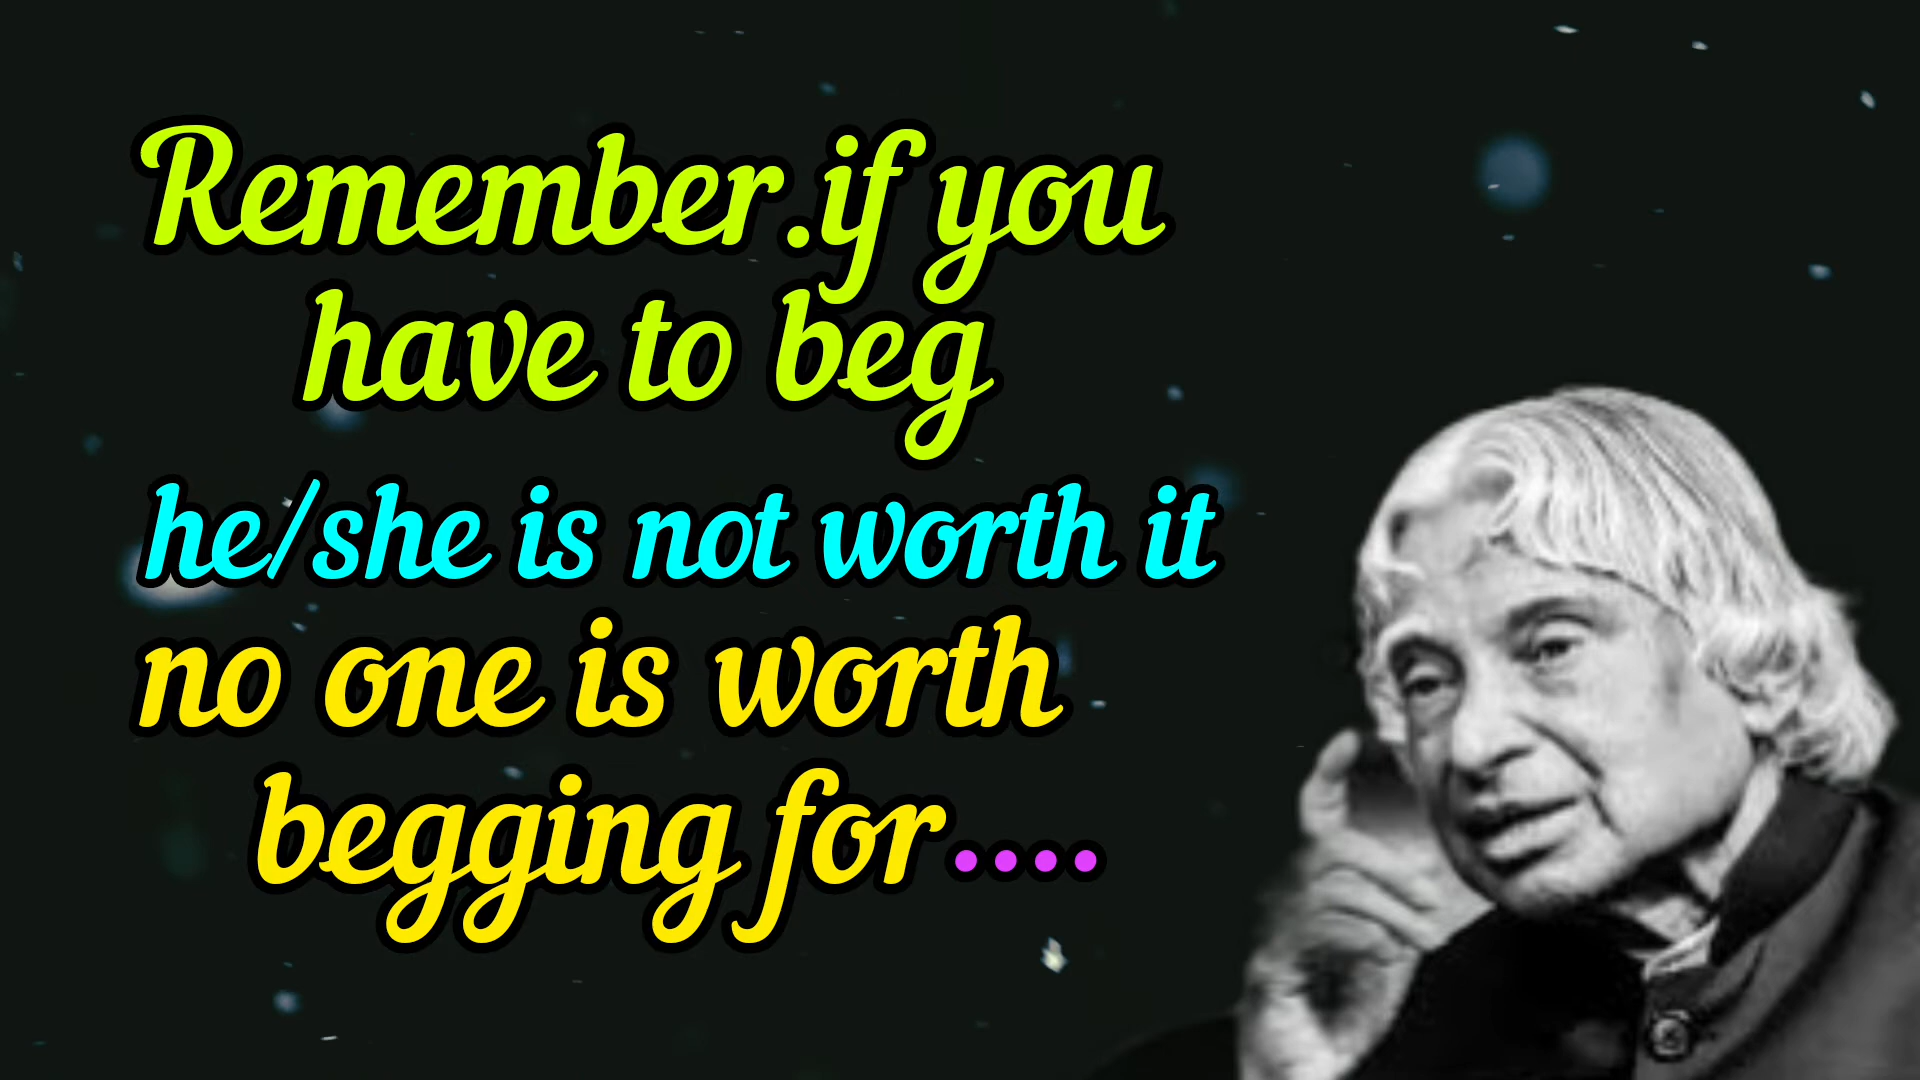 Remember.if you
have to beg
he/she is not worth it
no one is worth
begging for....